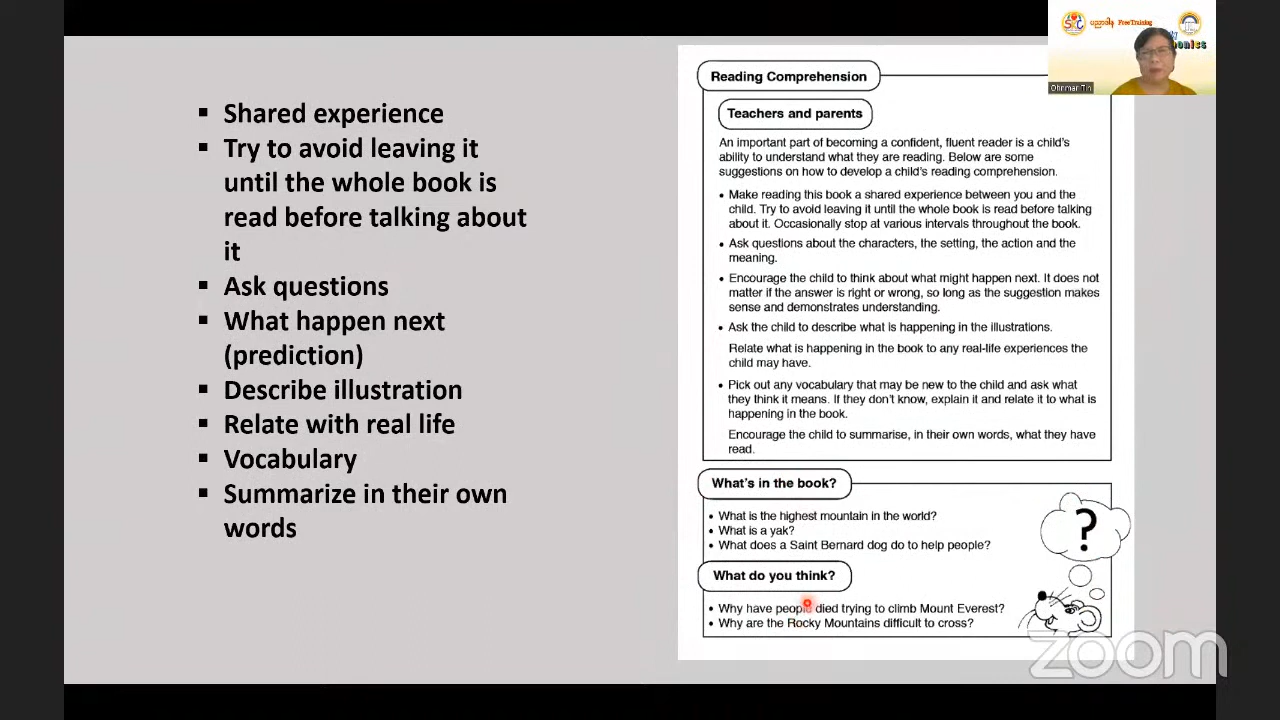 Shared experience
Try to avoid leaving it
until the whole book is
read before talking about
it
Ask questions
What happen next
(prediction)
Describe illustration
Relate with real life
Vocabulary
Summarize in their own
words
Reading Comprehension
Teachers and parents
An important part of becoming a confident, fluent reader is a child's
ability to understand what they are reading. Below are some
suggestions on how to develop a child's reading comprehension.
Make reading this book a shared experience between you and the
child. Try to avoid leaving it until the whole book is read before talking
about it. Occasionally stop at various intervals throughout the book.
Ask questions about the characters, the setting, the action and the
meaning.
Encourage the child to think about what might happen next. It does not
matter if the answer is right or wrong, so long as the suggestion makes
sense and demonstrates understanding.
Ask the child to describe what is happening in the illustrations.
Relate what is happening in the book to any real-life experiences the
child may have.
Pick out any vocabulary that may be new to the child and ask what
they think it means. If they don't know, explain it and relate it to what is
happening in the book.
Encourage the child to summarise, in their own words, what they have
read.
What's in the book?
What is the highest mountain in the world?
What is a yak?
What does a Saint Bernard dog do to help people?
?
What do you think?
Why have people died trying to climb Mount Everest?
Why are the Rocky Mountains difficult to cross?
ပညာဒါန Free Training
Ohnmar Tin
zoom